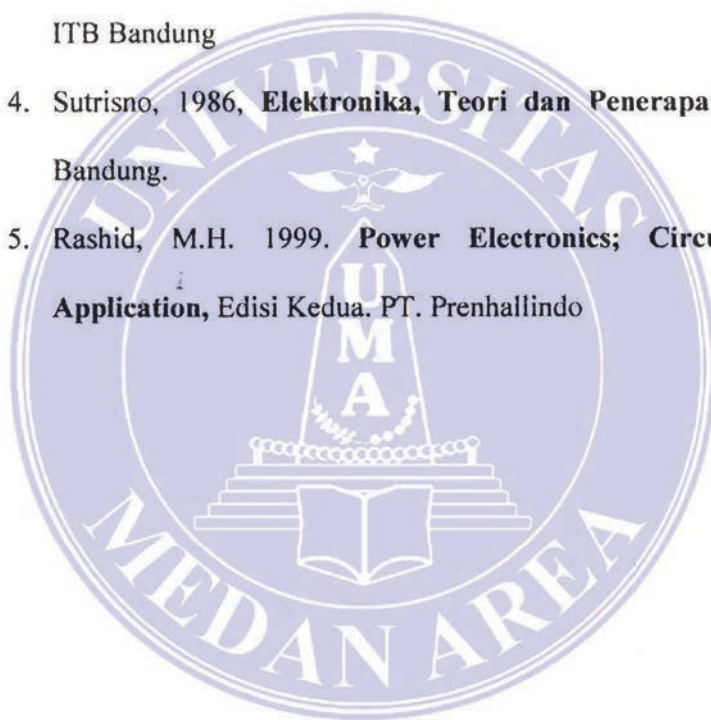 ITB Bandung
4. Sutrisno, 1986, Elektronika, Teori dan Penerapa
Bandung.
5. Rashid, M.H. 1999. Power Electronics; Circu
Application, Edisi Kedua. PT. Prenhallindo
UNIVERSITAS
UMA
MEDAN AREA